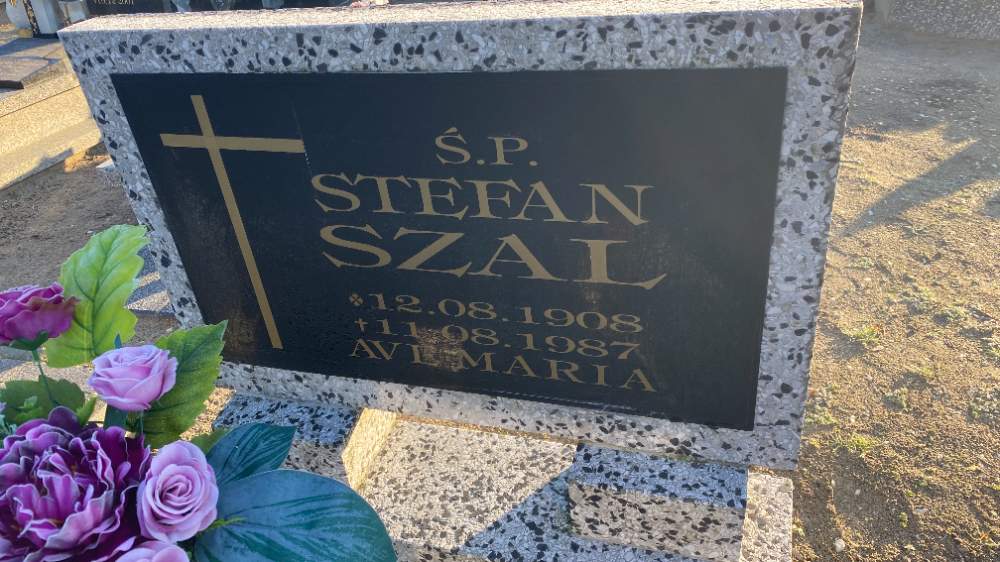 Ś.P.
STEFAN
SZAL
12.08.1908
†11.08.1987
AVE MARIA